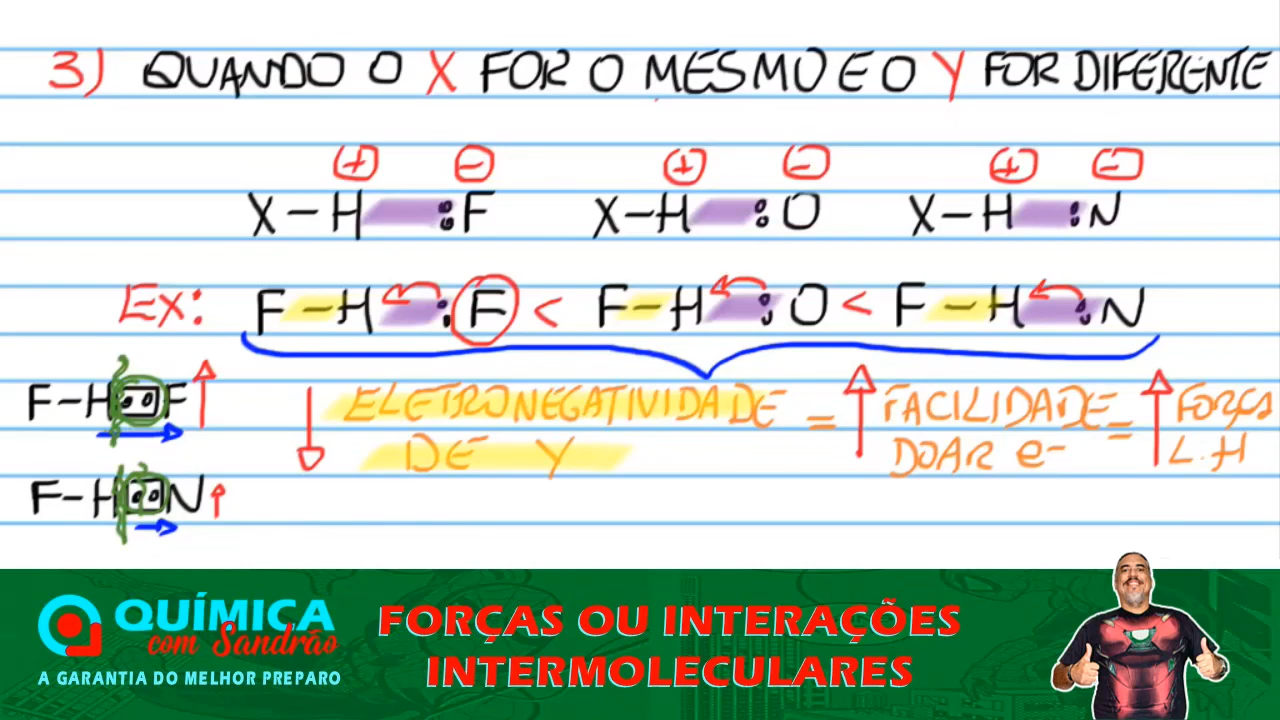 3) QUANDO O X FOR O MESMO E O Y FOR DIFERENTE
+ - + - + -
X-H :F X-H :O X-H :N
Ex: F-H :F < F-H :O < F-H :N
F-H :F ↑
↓ ELETRONEGATIVIDADE DE Y = ↑ FACILIDADE DOAR e- = ↑ FORÇA L.H
F-H :N ↑
QUÍMICA
com Sandrão
A GARANTIA DO MELHOR PREPARO
FORÇAS OU INTERAÇÕES
INTERMOLECULARES